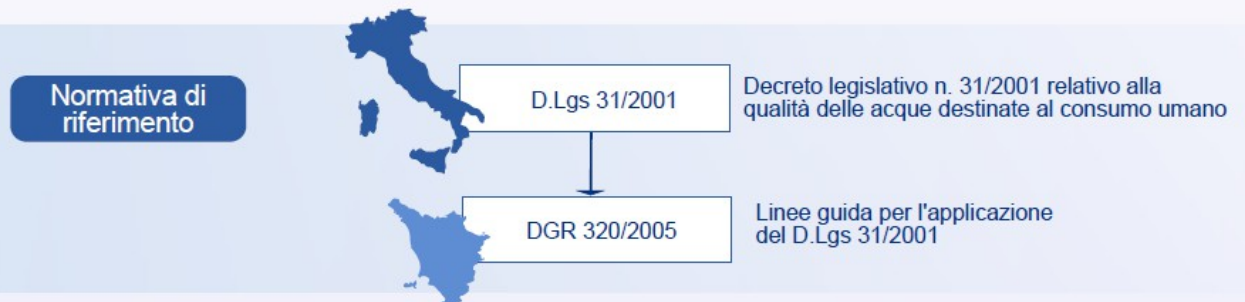 Normativa di
riferimento
D.Lgs 31/2001
Decreto legislativo n. 31/2001 relativo alla
qualità delle acque destinate al consumo umano
DGR 320/2005
Linee guida per l'applicazione
del D.Lgs 31/2001